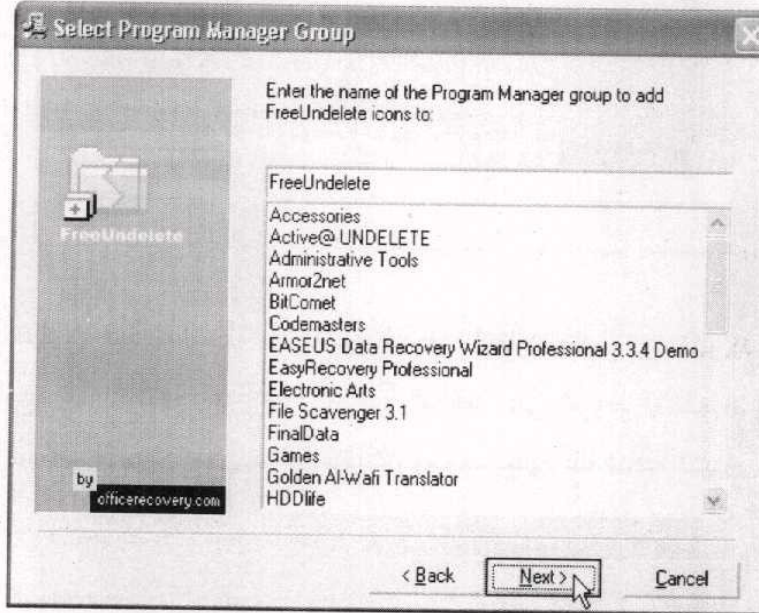 Select Program Manager Group
Enter the name of the Program Manager group to add
FreeUndelete icons to:
FreeUndelete
FreeUndelete
Accessories
Active@ UNDELETE
Administrative Tools
Armor2net
BitComet
Codemasters
EASEUS Data Recovery Wizard Professional 3.3.4 Demo
EasyRecovery Professional
Electronic Arts
File Scavenger 3.1
FinalData
Games
Golden Al-Wafi Translator
HDDlife
by
officerecovery.com
< Back
Next >
Cancel